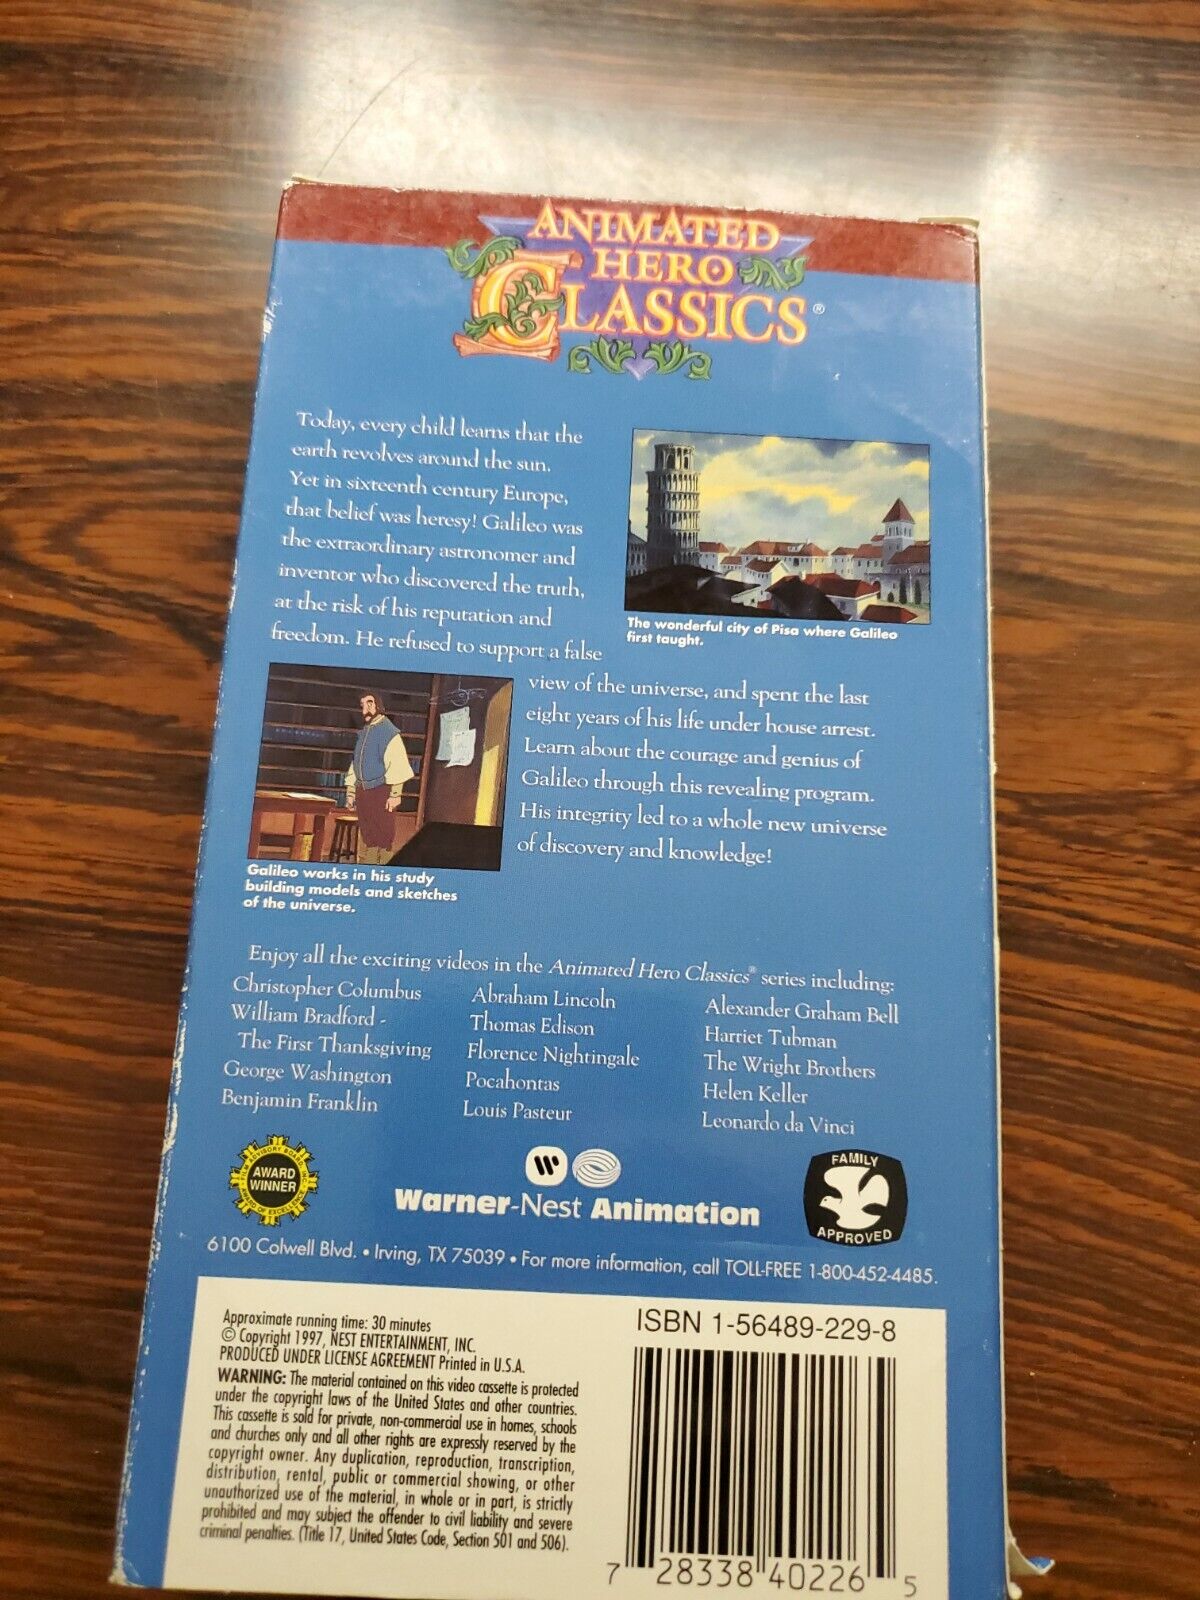 ANIMATED
HERO
CLASSICS®
Today, every child learns that the
earth revolves around the sun.
Yet in sixteenth century Europe,
that belief was heresy! Galileo was
the extraordinary astronomer and
inventor who discovered the truth,
at the risk of his reputation and
freedom. He refused to support a false
view of the universe, and spent the last
eight years of his life under house arrest.
Learn about the courage and genius of
Galileo through this revealing program.
His integrity led to a whole new universe
of discovery and knowledge!
The wonderful city of Pisa where Galileo
first taught.
Galileo works in his study
building models and sketches
of the universe.
Enjoy all the exciting videos in the Animated Hero Classics® series including:
Christopher Columbus
William Bradford -
The First Thanksgiving
George Washington
Benjamin Franklin
Abraham Lincoln
Thomas Edison
Florence Nightingale
Pocahontas
Louis Pasteur
Alexander Graham Bell
Harriet Tubman
The Wright Brothers
Helen Keller
Leonardo da Vinci
FILM ADVISORY BOARD, INC.
AWARD
WINNER
AWARD OF EXCELLENCE
Warner-Nest Animation
FAMILY
APPROVED
6100 Colwell Blvd. • Irving, TX 75039 • For more information, call TOLL-FREE 1-800-452-4485.
Approximate running time: 30 minutes
© Copyright 1997, NEST ENTERTAINMENT, INC.
PRODUCED UNDER LICENSE AGREEMENT Printed in U.S.A.
WARNING: The material contained on this video cassette is protected
under the copyright laws of the United States and other countries.
This cassette is sold for private, non-commercial use in homes, schools
and churches only and all other rights are expressly reserved by the
copyright owner. Any duplication, reproduction, transcription,
distribution, rental, public or commercial showing, or other
unauthorized use of the material, in whole or in part, is strictly
prohibited and may subject the offender to civil liability and severe
criminal penalties. (Title 17, United States Code, Section 501 and 506).
ISBN 1-56489-229-8
7 28338 40226 5